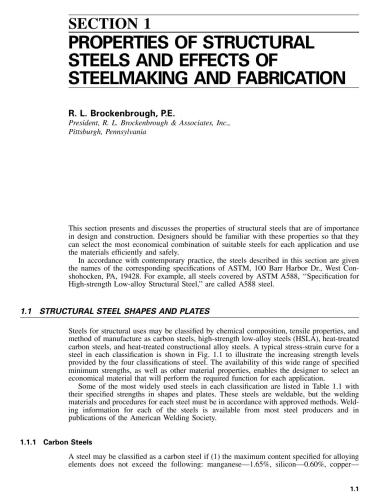 SECTION 1
PROPERTIES OF STRUCTURAL
STEELS AND EFFECTS OF
STEELMAKING AND FABRICATION
R. L. Brockenbrough, P.E.
President, R. L. Brockenbrough & Associates, Inc.,
Pittsburgh, Pennsylvania
This section presents and discusses the properties of structural steels that are of importance
in design and construction. Designers should be familiar with these properties so that they
can select the most economical combination of suitable steels for each application and use
the materials efficiently and safely.
In accordance with contemporary practice, the steels described in this section are given
the names of the corresponding specifications of ASTM, 100 Barr Harbor Dr., West Con-
shohocken, PA, 19428. For example, all steels covered by ASTM A588, ‘‘Specification for
High-strength Low-alloy Structural Steel,’’ are called A588 steel.
1.1 STRUCTURAL STEEL SHAPES AND PLATES
Steels for structural uses may be classified by chemical composition, tensile properties, and
method of manufacture as carbon steels, high-strength low-alloy steels (HSLA), heat-treated
carbon steels, and heat-treated constructional alloy steels. A typical stress-strain curve for a
steel in each classification is shown in Fig. 1.1 to illustrate the increasing strength levels
provided by the four classifications of steel. The availability of this wide range of specified
minimum strengths, as well as other material properties, enables the designer to select an
economical material that will perform the required function for each application.
Some of the most widely used steels in each classification are listed in Table 1.1 with
their specified strengths in shapes and plates. These steels are weldable, but the welding
materials and procedures for each steel must be in accordance with approved methods. Weld-
ing information for each of the steels is available from most steel producers and in
publications of the American Welding Society.
1.1.1 Carbon Steels
A steel may be classified as a carbon steel if (1) the maximum content specified for alloying
elements does not exceed the following: manganese—1.65%, silicon—0.60%, copper—
1.1